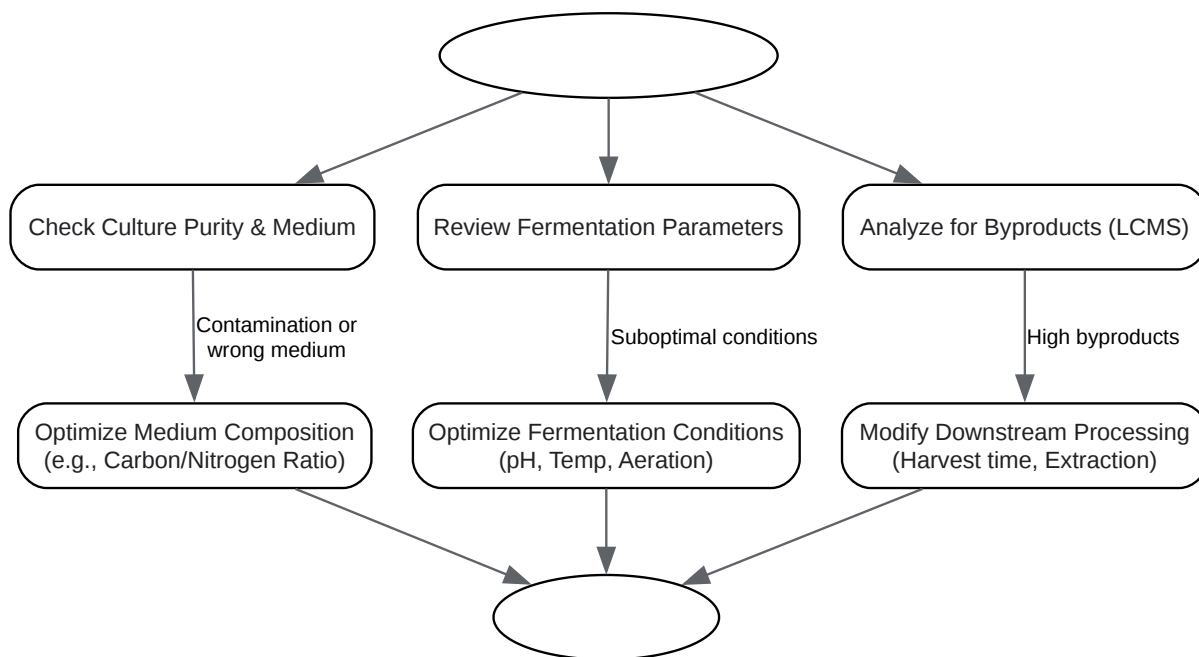 Check Culture Purity & Medium
Review Fermentation Parameters
Analyze for Byproducts (LCMS)
Contamination or
wrong medium
Suboptimal conditions
High byproducts
Optimize Medium Composition
(e.g., Carbon/Nitrogen Ratio)
Optimize Fermentation Conditions
(pH, Temp, Aeration)
Modify Downstream Processing
(Harvest time, Extraction)